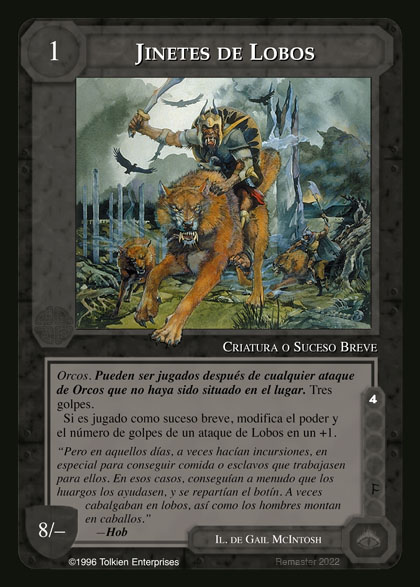 1
JINETES DE LOBOS
CRIATURA O SUCESO BREVE
Orcos. Pueden ser jugados después de cualquier ataque
de Orcos que no haya sido situado en el lugar. Tres
golpes.
Si es jugado como suceso breve, modifica el poder y
el número de golpes de un ataque de Lobos en un +1.
4
“Pero en aquellos días, a veces hacían incursiones, en
especial para conseguir comida o esclavos que trabajasen
para ellos. En esos casos, conseguían a menudo que los
huargos los ayudasen, y se repartían el botín. A veces
cabalgaban en lobos, así como los hombres montan
en caballos.”
—Hob
8/–
IL. DE GAIL MCINTOSH
©1996 Tolkien Enterprises
Remaster 2022